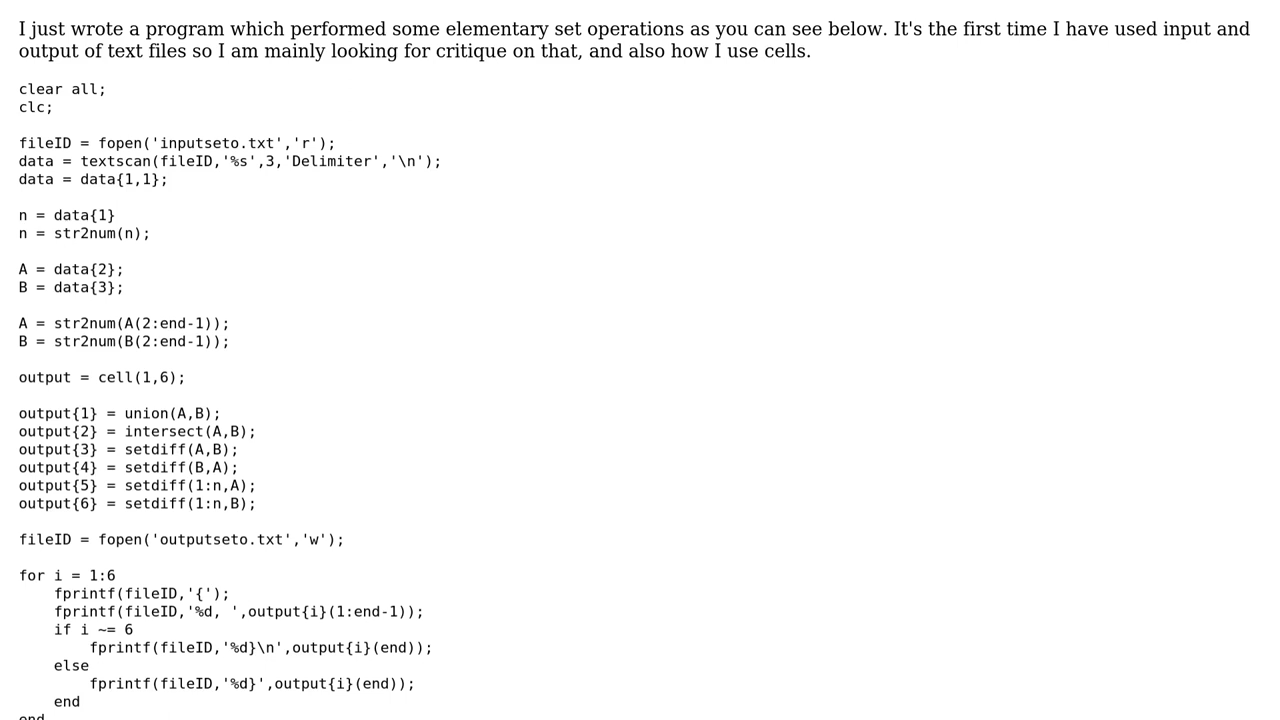 I just wrote a program which performed some elementary set operations as you can see below. It's the first time I have used input and
output of text files so I am mainly looking for critique on that, and also how I use cells.
clear all;
clc;
fileID = fopen('inputseto.txt','r');
data = textscan(fileID,'%s',3,'Delimiter','\n');
data = data{1,1};
n = data{1}
n = str2num(n);
A = data{2};
B = data{3};
A = str2num(A(2:end-1));
B = str2num(B(2:end-1));
output = cell(1,6);
output{1} = union(A,B);
output{2} = intersect(A,B);
output{3} = setdiff(A,B);
output{4} = setdiff(B,A);
output{5} = setdiff(1:n,A);
output{6} = setdiff(1:n,B);
fileID = fopen('outputseto.txt','w');
for i = 1:6
    fprintf(fileID,'{');
    fprintf(fileID,'%d, ',output{i}(1:end-1));
    if i ~= 6
        fprintf(fileID,'%d}\n',output{i}(end));
    else
        fprintf(fileID,'%d}',output{i}(end));
    end
end